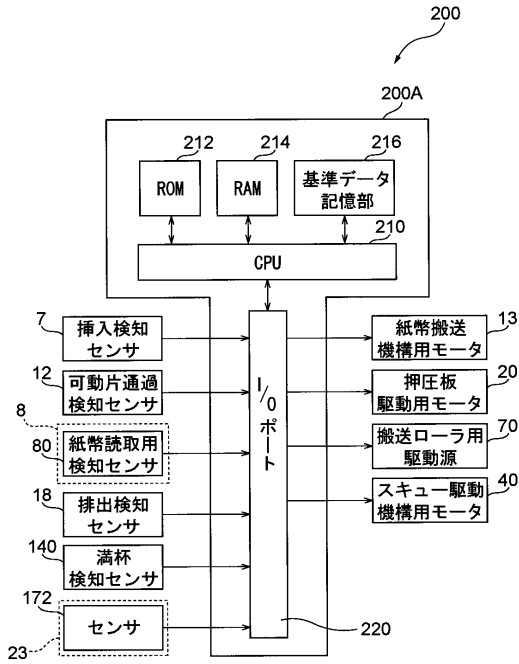 200
200A
212
214
216
ROM
RAM
基準データ
記憶部
210
CPU
7
挿入検知
センサ
12
可動片通過
検知センサ
8
80
紙幣読取用
検知センサ
18
排出検知
センサ
140
満杯
検知センサ
172
センサ
23
I/Oポート
220
紙幣搬送
機構用モータ
13
押圧板
駆動用モータ
20
搬送ローラ用
駆動源
70
スキュー駆動
機構用モータ
40